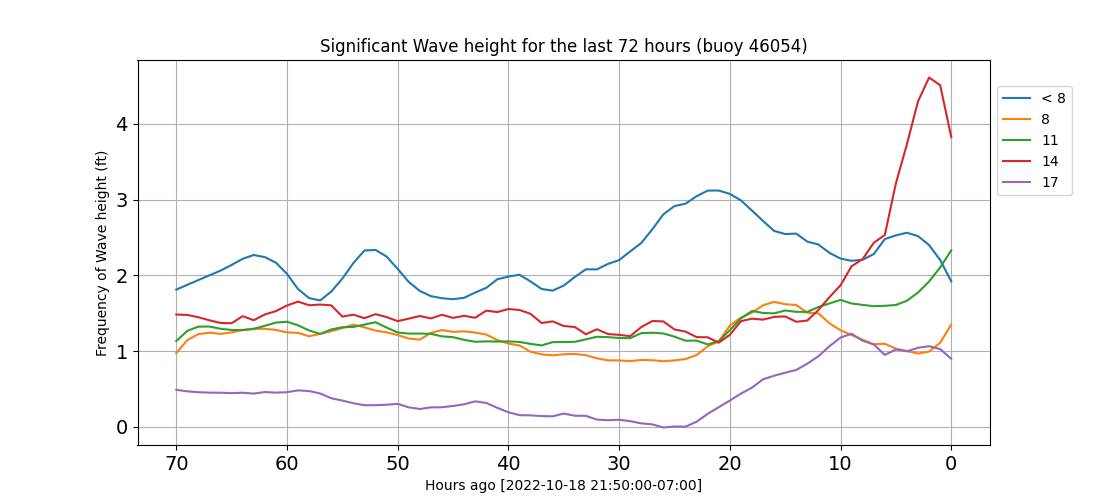 Significant Wave height for the last 72 hours (buoy 46054)
Frequency of Wave height (ft)
4
3
2
1
0
70 60 50 40 30 20 10 0
Hours ago [2022-10-18 21:50:00-07:00]
< 8
8
11
14
17